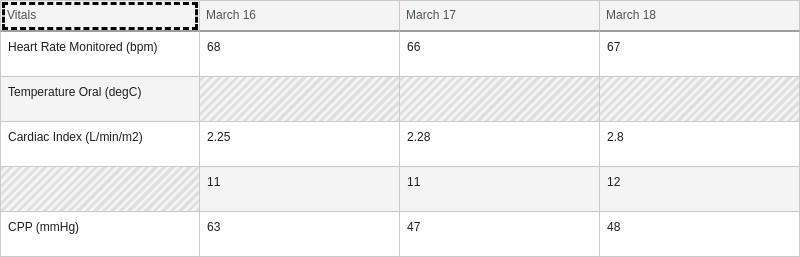 Vitals March 16 March 17 March 18
Heart Rate Monitored (bpm) 68 66 67
Temperature Oral (degC)
Cardiac Index (L/min/m2) 2.25 2.28 2.8
11 11 12
CPP (mmHg) 63 47 48